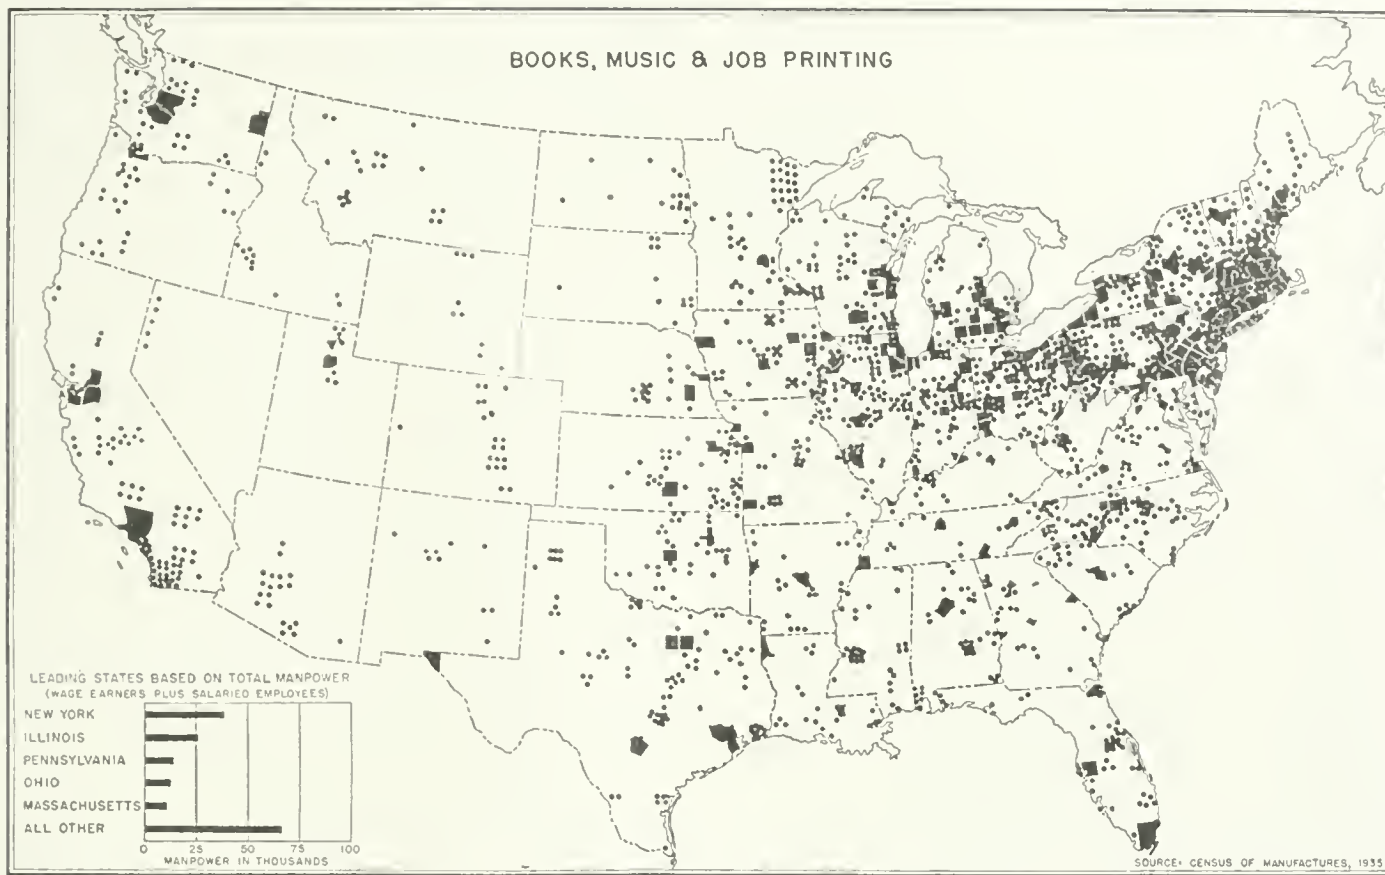 BOOKS, MUSIC & JOB PRINTING
LEADING STATES BASED ON TOTAL MANPOWER
(WAGE EARNERS PLUS SALARIED EMPLOYEES)
NEW YORK
ILLINOIS
PENNSYLVANIA
OHIO
MASSACHUSETTS
ALL OTHER
0 25 50 75 100
MANPOWER IN THOUSANDS
SOURCE: CENSUS OF MANUFACTURES, 1935